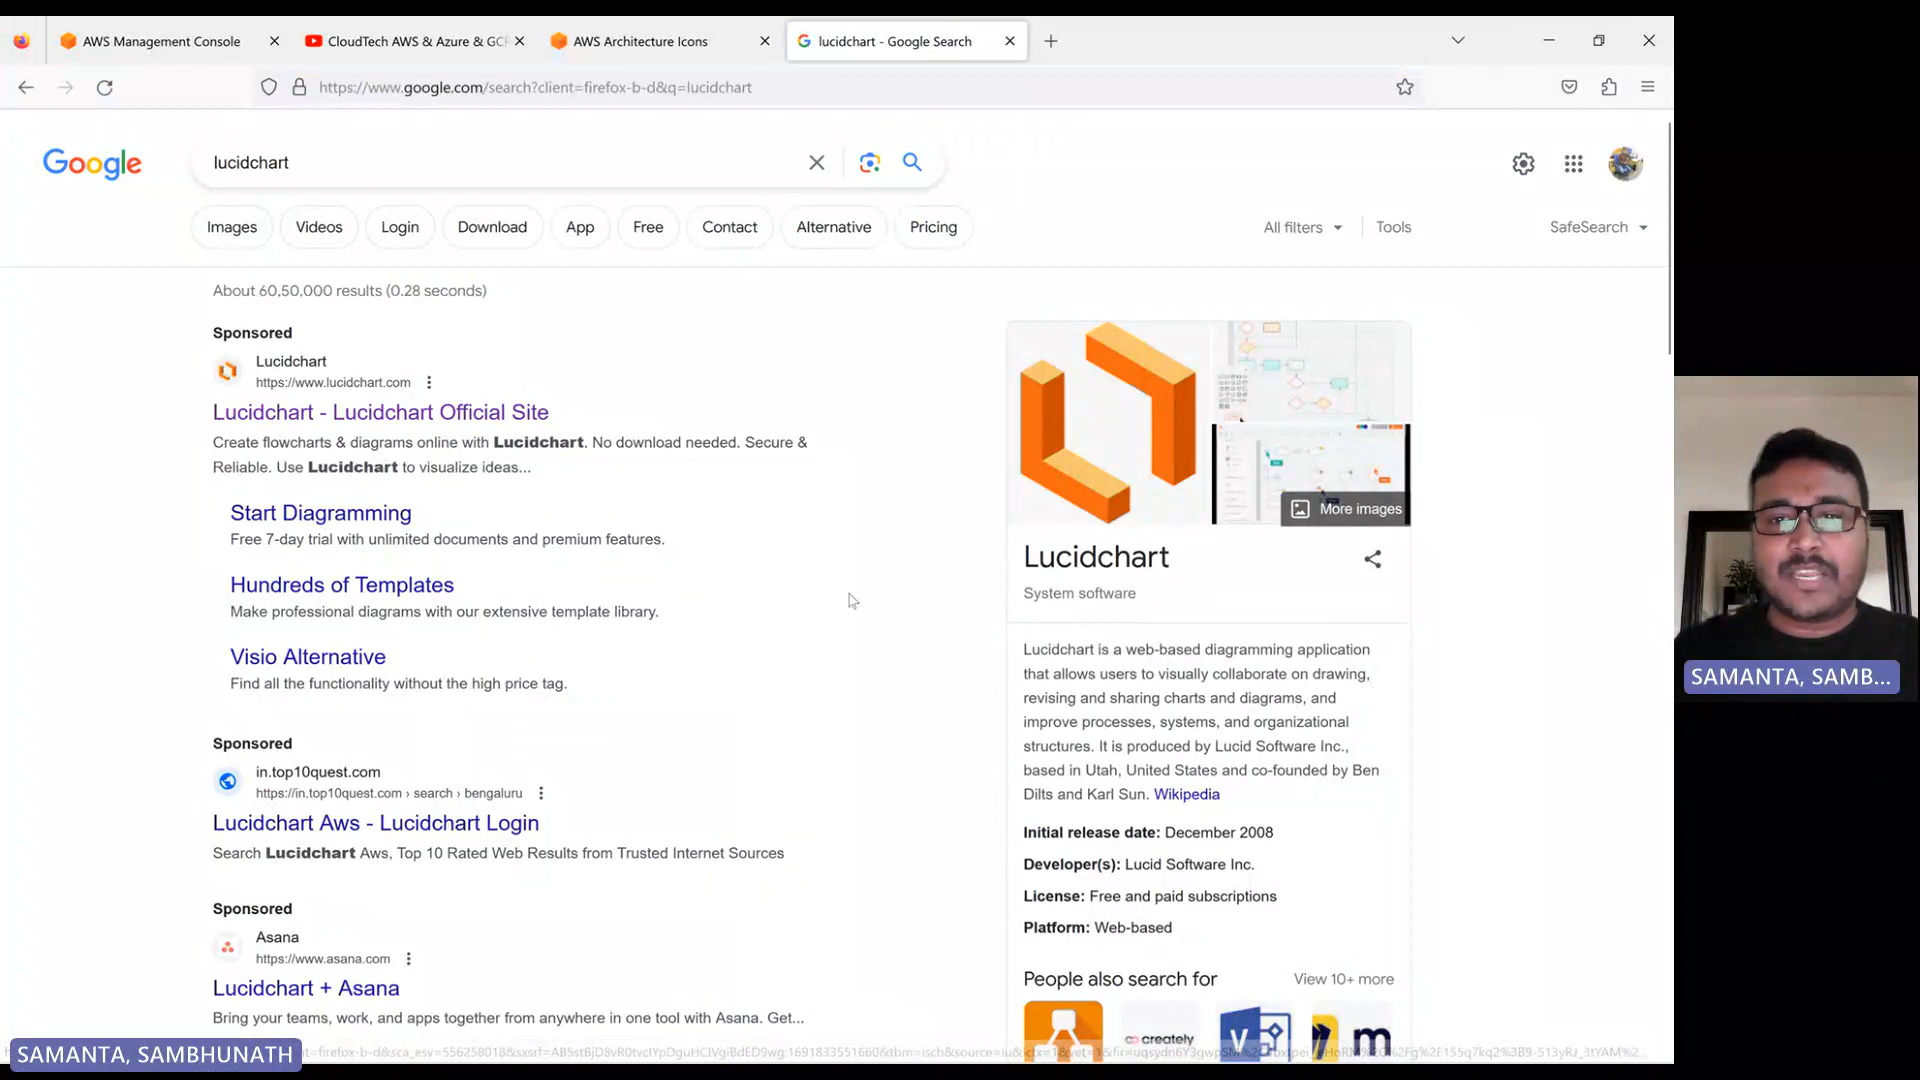 AWS Management Console
CloudTech AWS & Azure & GC
AWS Architecture Icons
lucidchart - Google Search
https://www.google.com/search?client=firefox-b-d&q=lucidchart
Google
lucidchart
Images
Videos
Login
Download
App
Free
Contact
Alternative
Pricing
All filters
Tools
SafeSearch
About 60,50,000 results (0.28 seconds)
Sponsored
Lucidchart
https://www.lucidchart.com
Lucidchart - Lucidchart Official Site
Create flowcharts & diagrams online with Lucidchart. No download needed. Secure &
Reliable. Use Lucidchart to visualize ideas...
Start Diagramming
Free 7-day trial with unlimited documents and premium features.
Hundreds of Templates
Make professional diagrams with our extensive template library.
Visio Alternative
Find all the functionality without the high price tag.
Sponsored
in.top10quest.com
https://in.top10quest.com › search › bengaluru
Lucidchart Aws - Lucidchart Login
Search Lucidchart Aws, Top 10 Rated Web Results from Trusted Internet Sources
Sponsored
Asana
https://www.asana.com
Lucidchart + Asana
Bring your teams, work, and apps together from anywhere in one tool with Asana. Get...
More images
Lucidchart
System software
Lucidchart is a web-based diagramming application
that allows users to visually collaborate on drawing,
revising and sharing charts and diagrams, and
improve processes, systems, and organizational
structures. It is produced by Lucid Software Inc.,
based in Utah, United States and co-founded by Ben
Dilts and Karl Sun. Wikipedia
Initial release date: December 2008
Developer(s): Lucid Software Inc.
License: Free and paid subscriptions
Platform: Web-based
People also search for
View 10+ more
creately
V
m
SAMANTA, SAMB...
SAMANTA, SAMBHUNATH